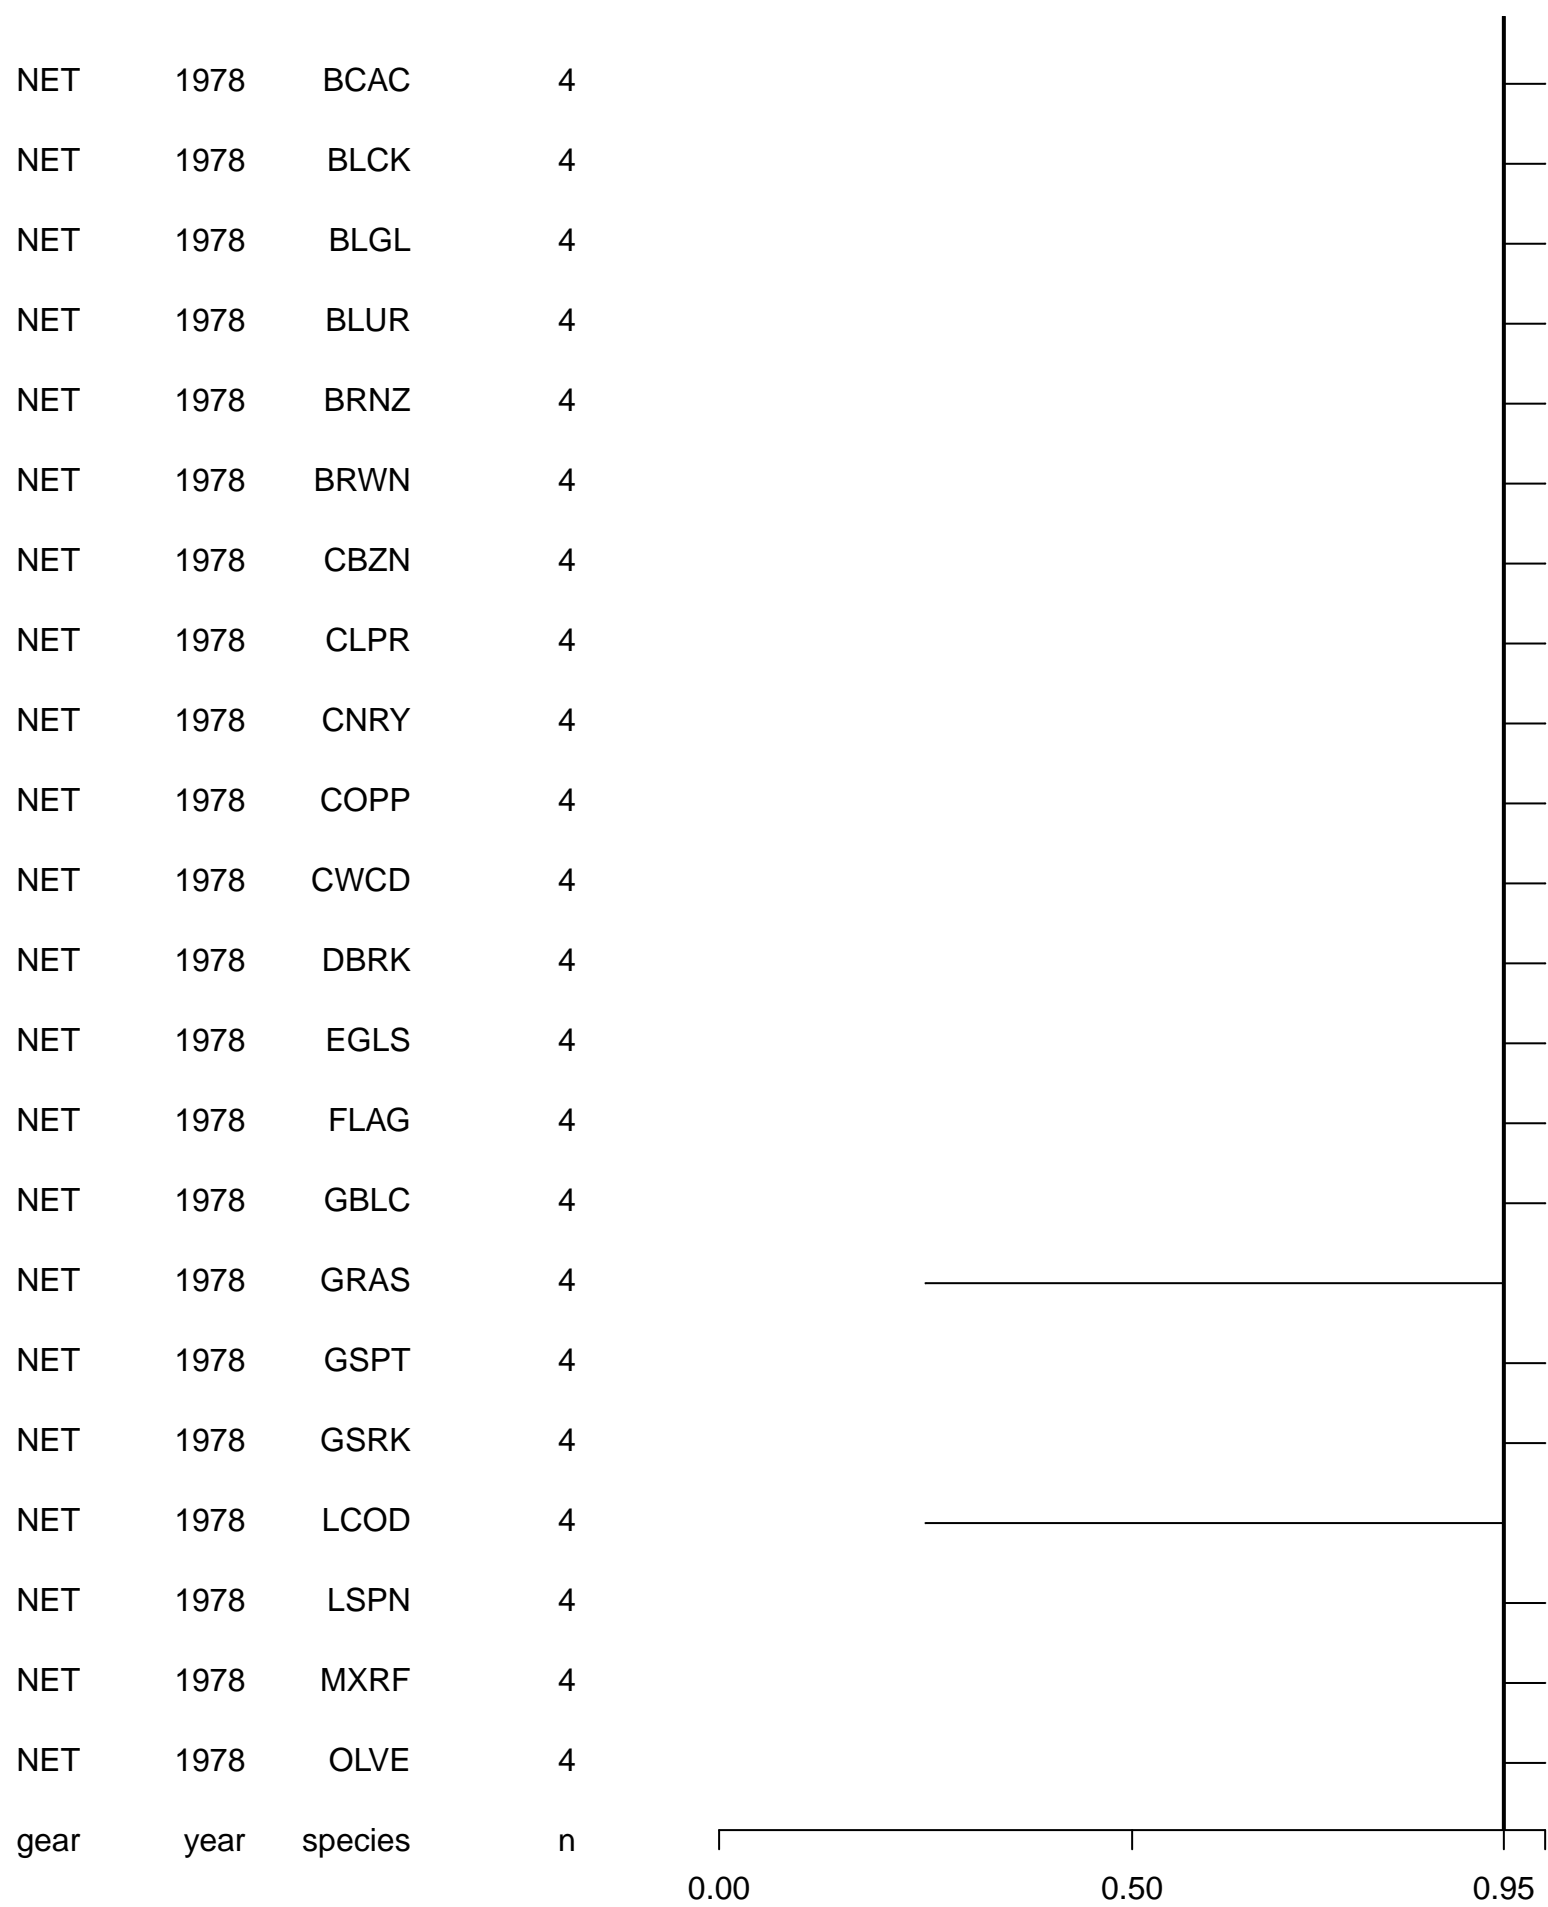 NET 1978 BCAC 4
NET 1978 BLCK 4
NET 1978 BLGL 4
NET 1978 BLUR 4
NET 1978 BRNZ 4
NET 1978 BRWN 4
NET 1978 CBZN 4
NET 1978 CLPR 4
NET 1978 CNRY 4
NET 1978 COPP 4
NET 1978 CWCD 4
NET 1978 DBRK 4
NET 1978 EGLS 4
NET 1978 FLAG 4
NET 1978 GBLC 4
NET 1978 GRAS 4
NET 1978 GSPT 4
NET 1978 GSRK 4
NET 1978 LCOD 4
NET 1978 LSPN 4
NET 1978 MXRF 4
NET 1978 OLVE 4
gear year species n
0.00 0.50 0.95